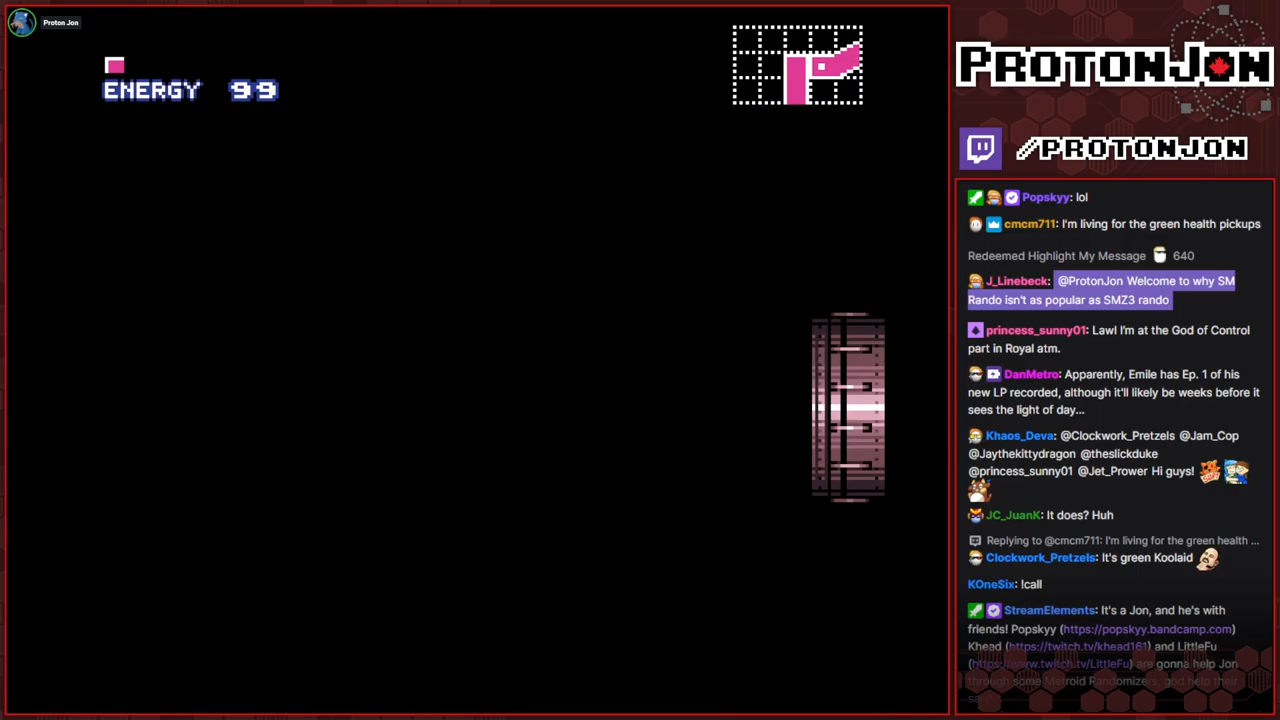 Proton Jon
ENERGY 99
PROTONJON
/PROTONJON
Popskyy: lol
cmcm711: I'm living for the green health pickups
Redeemed Highlight My Message 640
J_Linebeck: @ProtonJon Welcome to why SM
Rando isn't as popular as SMZ3 rando
princess_sunny01: Lawl I'm at the God of Control
part in Royal atm.
DanMetro: Apparently, Emile has Ep. 1 of his
new LP recorded, although it'll likely be weeks before it
sees the light of day...
Khaos_Deva: @Clockwork_Pretzels @Jam_Cop
@Jaythekittydragon @theslickduke
@princess_sunny01 @Jet_Prower Hi guys!
JC_JuanK: It does? Huh
Replying to @cmcm711: I'm living for the green health ...
Clockwork_Pretzels: It's green Koolaid
KOneSix: !call
StreamElements: It's a Jon, and he's with
friends! Popskyy (https://popskyy.bandcamp.com)
Khead (https://twitch.tv/khead161) and LittleFu
(https://www.twitch.tv/LittleFu) are gonna help Jon
through some Metroid Randomizers, god help their